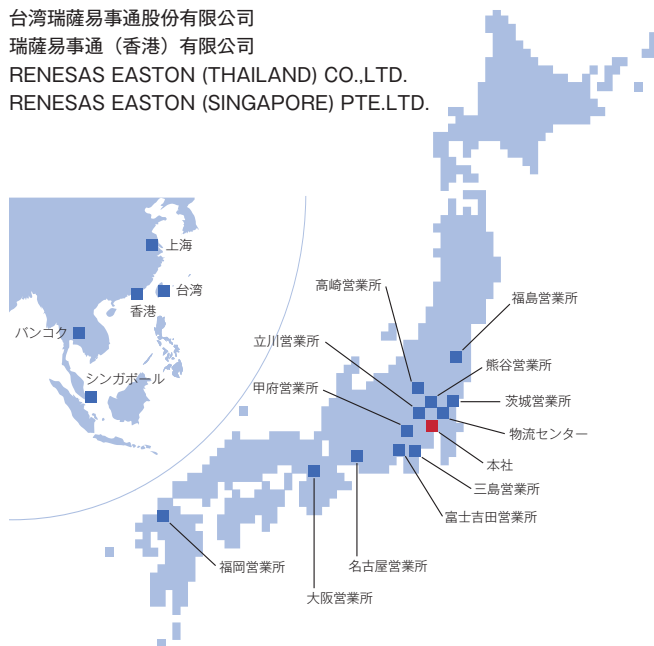 台湾瑞薩易事通股份有限公司
瑞薩易事通（香港）有限公司
RENESAS EASTON (THAILAND) CO.,LTD.
RENESAS EASTON (SINGAPORE) PTE.LTD.
上海
台湾
香港
バンコク
シンガポール
高崎営業所
福島営業所
立川営業所
熊谷営業所
甲府営業所
茨城営業所
物流センター
本社
三島営業所
富士吉田営業所
名古屋営業所
福岡営業所
大阪営業所